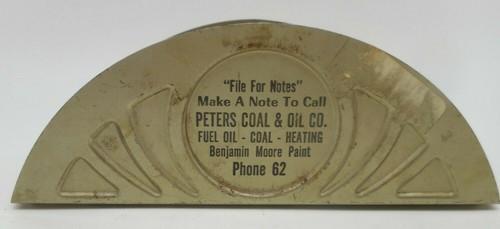 "File For Notes"
Make A Note To Call
PETERS COAL & OIL CO.
FUEL OIL - COAL - HEATING
Benjamin Moore Paint
Phone 62